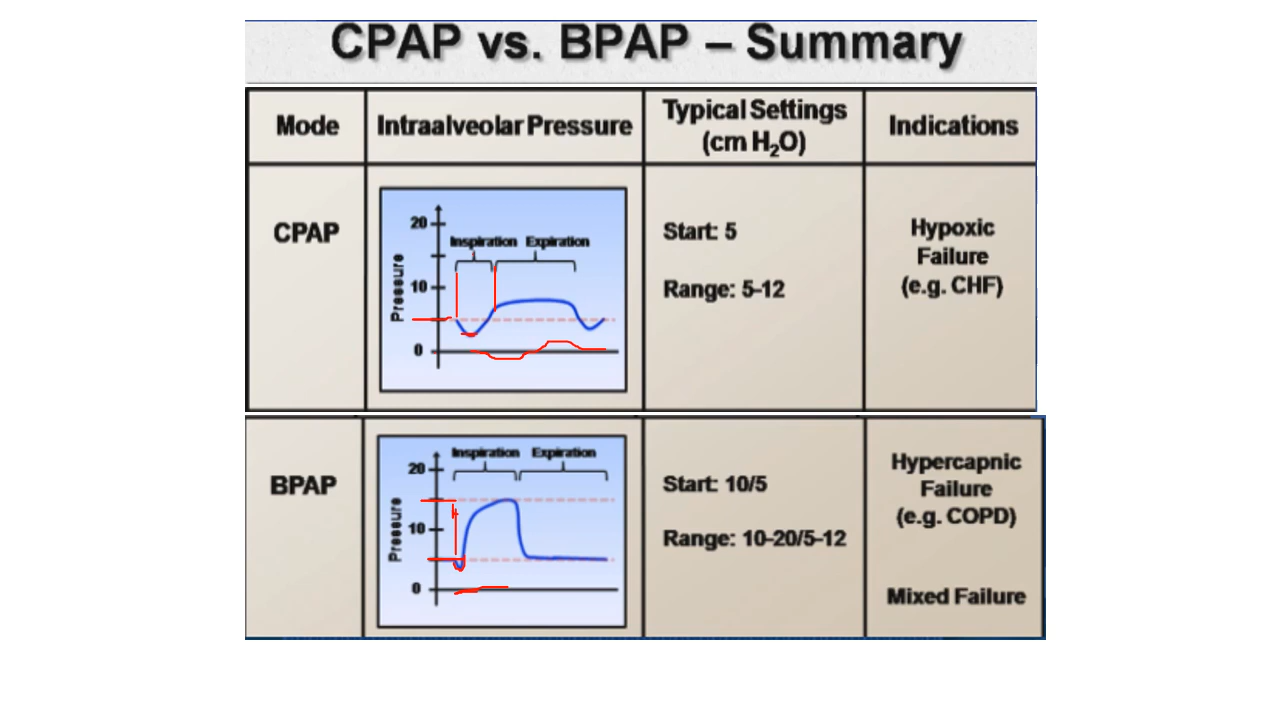 CPAP vs. BPAP – Summary
Mode
Intraalveolar Pressure
Typical Settings
(cm H₂O)
Indications
CPAP
20
10
0
Pressure
Inspiration Expiration
Start: 5
Range: 5-12
Hypoxic
Failure
(e.g. CHF)
BPAP
20
10
0
Pressure
Inspiration Expiration
Start: 10/5
Range: 10-20/5-12
Hypercapnic
Failure
(e.g. COPD)
Mixed Failure